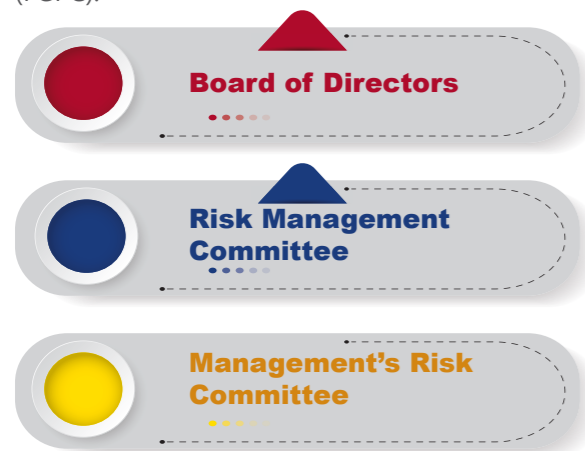 Board of Directors
Risk Management
Committee
Management's Risk
Committee